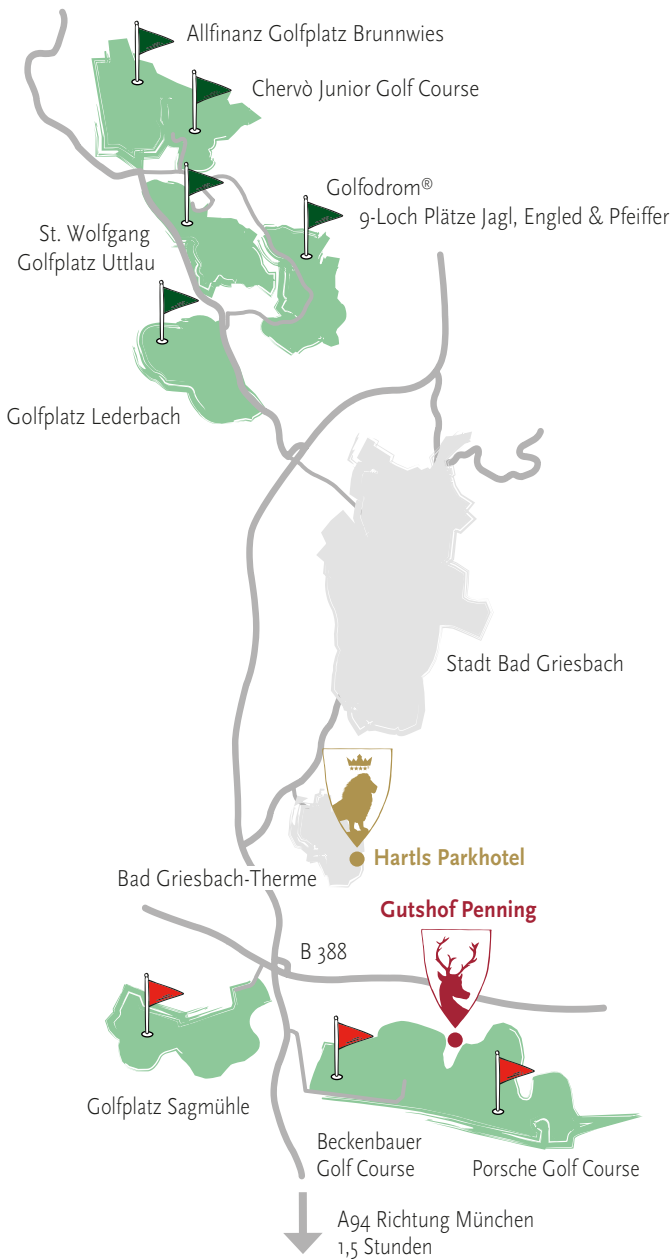 Allfinanz Golfplatz Brunnwies
Chervò Junior Golf Course
Golfodrom®
9-Loch Plätze Jagl, Engled & Pfeiffer
St. Wolfgang
Golfplatz Uttlau
Golfplatz Lederbach
Stadt Bad Griesbach
Hartls Parkhotel
Bad Griesbach-Therme
Gutshof Penning
B 388
Golfplatz Sagmühle
Beckenbauer
Golf Course
Porsche Golf Course
A94 Richtung München
1,5 Stunden